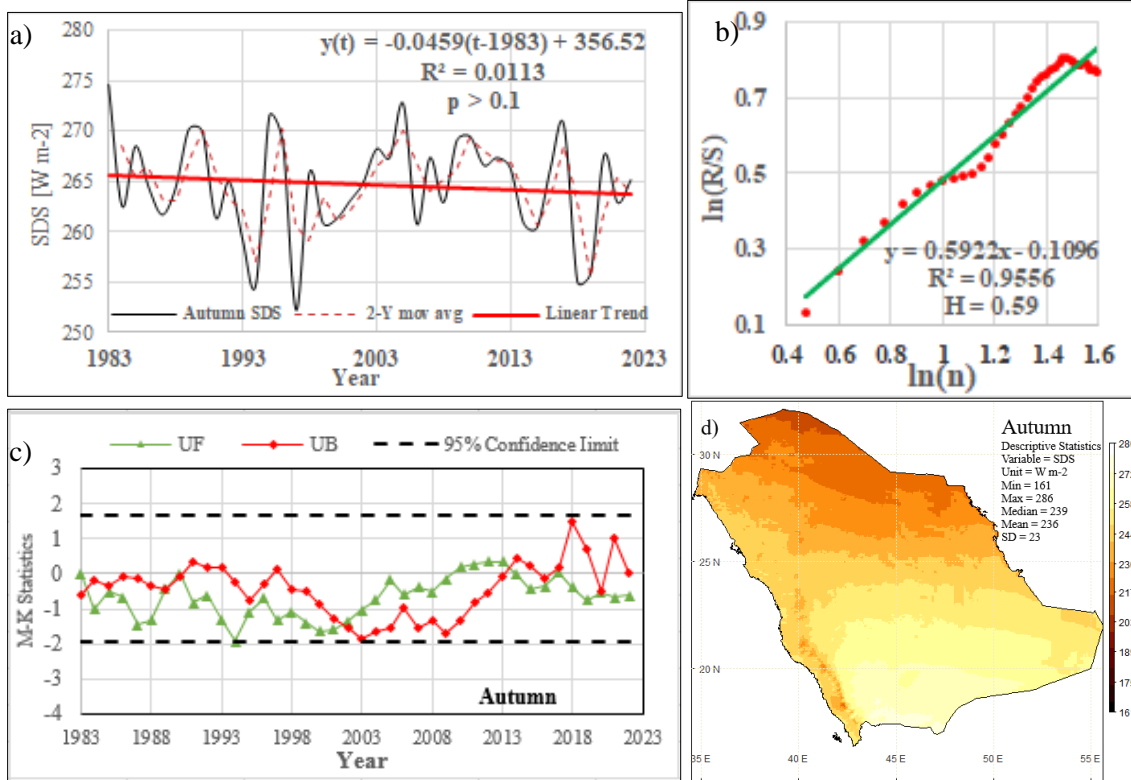 a)
280
275
270
265
260
255
250
SDS [W m-2]
y(t) = -0.0459(t-1983) + 356.52
R² = 0.0113
p > 0.1
Autumn SDS
2-Y mov avg
Linear Trend
1983
1993
2003
2013
2023
Year
b)
0.9
0.7
0.5
0.3
0.1
ln(R/S)
y = 0.5922x - 0.1096
R² = 0.9556
H = 0.59
0.4
0.6
0.8
1
1.2
1.4
1.6
ln(n)
c)
UF
UB
95% Confidence limit
3
2
1
0
-1
-2
-3
-4
M-K Statistics
Autumn
1983
1988
1993
1998
2003
2008
2013
2018
2023
Year
d)
Autumn
Descriptive Statistics
Variable = SDS
Unit = W m-2
Min = 161
Max = 286
Median = 239
Mean = 236
SD = 23
30 N
25 N
20 N
35 E
40 E
45 E
50 E
55 E